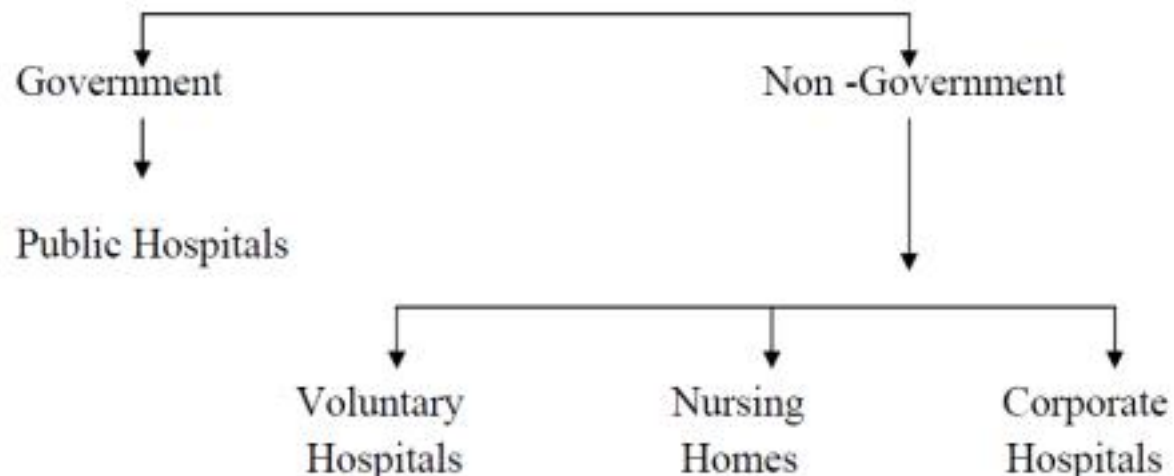 Government
Non -Government
Public Hospitals
Voluntary
Hospitals
Nursing
Homes
Corporate
Hospitals